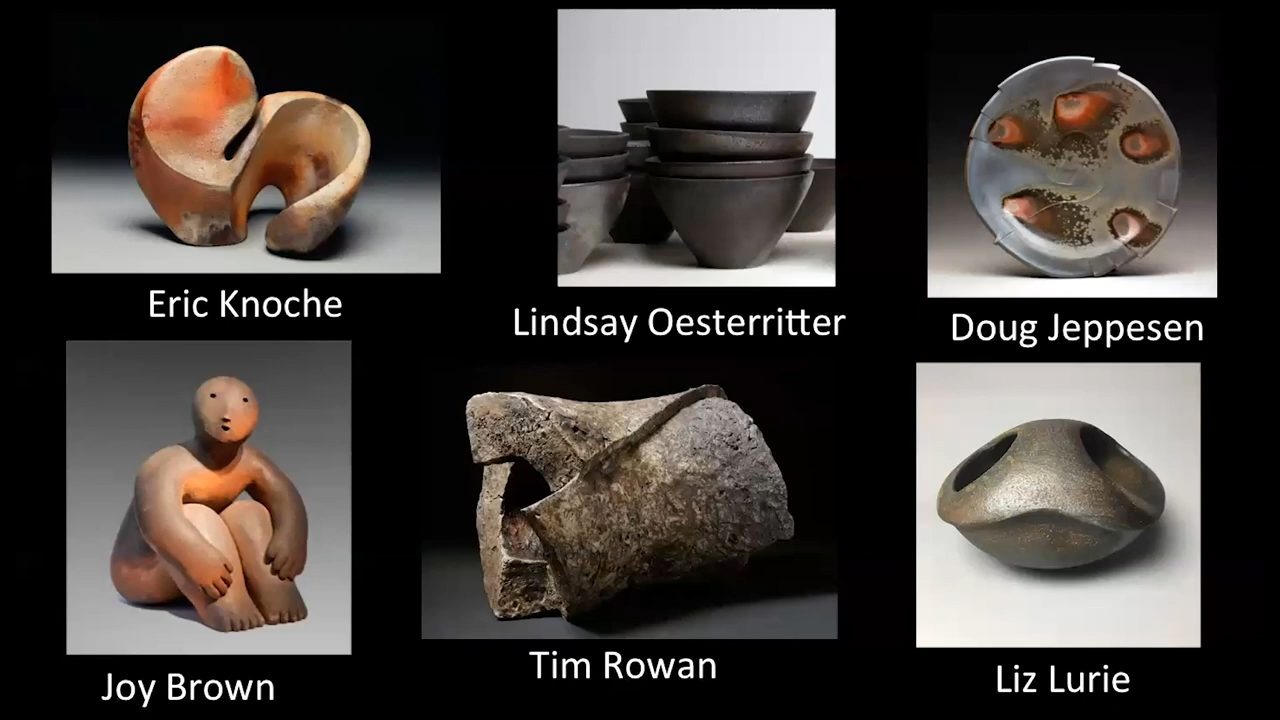 Eric Knoche
Lindsay Oesterritter
Doug Jeppesen
Joy Brown
Tim Rowan
Liz Lurie